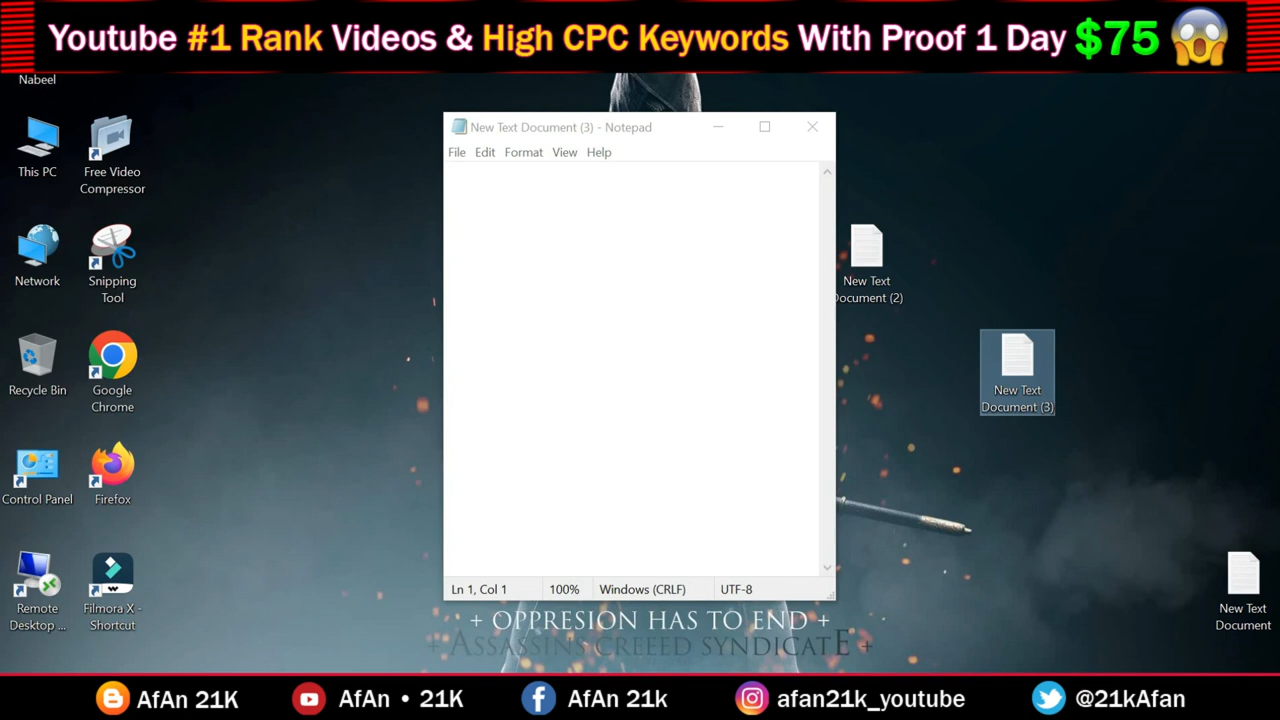 Youtube #1 Rank Videos & High CPC Keywords With Proof 1 Day $75
Nabeel
This PC
Free Video
Compressor
Network
Snipping
Tool
Recycle Bin
Google
Chrome
Control Panel
Firefox
Remote
Desktop ...
Filmora X -
Shortcut
New Text Document (3) - Notepad
File Edit Format View Help
Ln 1, Col 1 100% Windows (CRLF) UTF-8
New Text
Document (2)
New Text
Document (3)
New Text
Document
+ OPPRESION HAS TO END +
+ ASSASSINS CREEED SYNDICATE +
AfAn 21K
AfAn • 21K
AfAn 21k
afan21k_youtube
@21kAfan